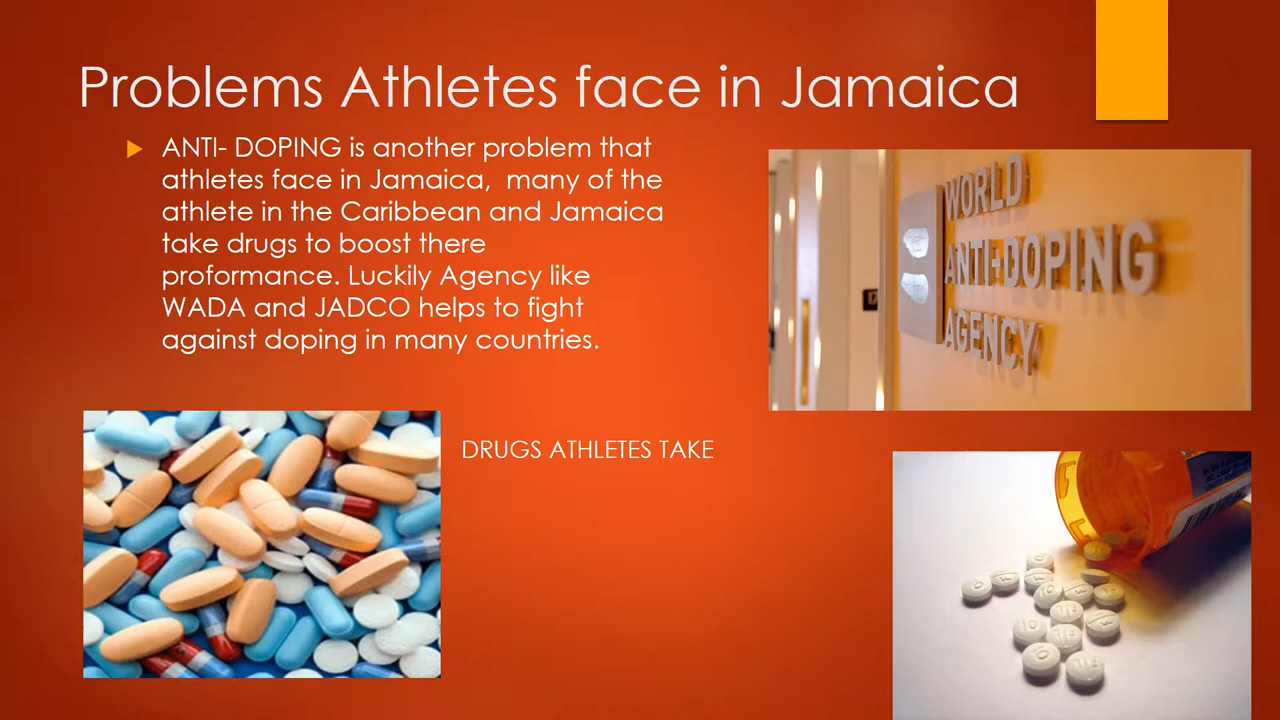 Problems Athletes face in Jamaica
ANTI- DOPING is another problem that
athletes face in Jamaica,  many of the
athlete in the Caribbean and Jamaica
take drugs to boost there
proformance. Luckily Agency like
WADA and JADCO helps to fight
against doping in many countries.
WORLD
ANTI-DOPING
AGENCY
DRUGS ATHLETES TAKE